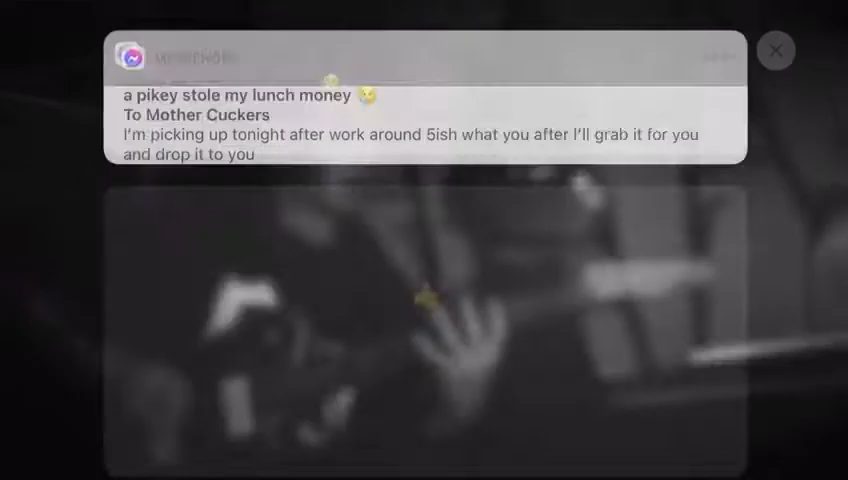 MESSENGER
a pikey stole my lunch money 😢
To Mother Cuckers
I'm picking up tonight after work around 5ish what you after I'll grab it for you
and drop it to you